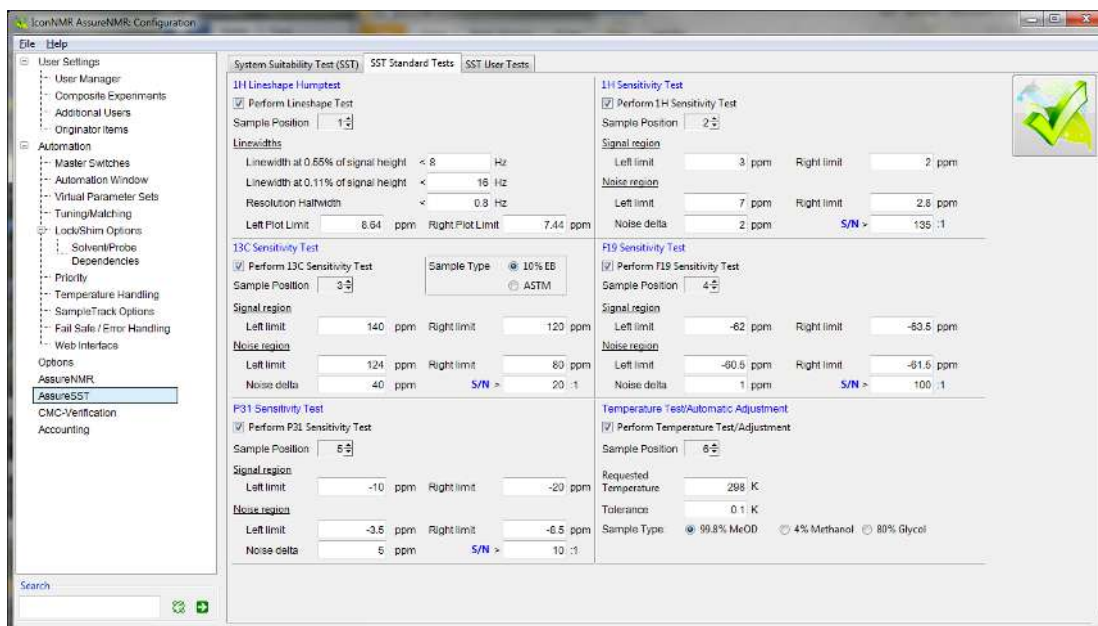 IconNMR AssureNMR: Configuration
File Help
User Settings
User Manager
Composite Experiments
Additional Users
Originator Items
Automation
Master Switches
Automation Window
Virtual Parameter Sets
Tuning/Matching
Lock/Shim Options
Solvent/Probe
Dependencies
Priority
Temperature Handling
SampleTrack Options
Fail Safe / Error Handling
Web Interface
Options
AssureNMR
AssureSST
CMC-Verification
Accounting
Search
System Suitability Test (SST) SST Standard Tests SST User Tests
1H Lineshape Humptest
Perform Lineshape Test
Sample Position 1
Linewidths
Linewidth at 0.55% of signal height < 8 Hz
Linewidth at 0.11% of signal height < 16 Hz
Resolution Halfwidth < 0.8 Hz
Left Plot Limit 8.64 ppm Right Plot Limit 7.44 ppm
1H Sensitivity Test
Perform 1H Sensitivity Test
Sample Position 2
Signal region
Left limit 3 ppm Right limit 2 ppm
Noise region
Left limit 7 ppm Right limit 2.8 ppm
Noise delta 2 ppm S/N > 135 :1
13C Sensitivity Test
Perform 13C Sensitivity Test Sample Type 10% EB
Sample Position 3 ASTM
Signal region
Left limit 140 ppm Right limit 120 ppm
Noise region
Left limit 124 ppm Right limit 80 ppm
Noise delta 40 ppm S/N > 20 :1
F19 Sensitivity Test
Perform F19 Sensitivity Test
Sample Position 4
Signal region
Left limit -62 ppm Right limit -63.5 ppm
Noise region
Left limit -60.5 ppm Right limit -61.5 ppm
Noise delta 1 ppm S/N > 100 :1
P31 Sensitivity Test
Perform P31 Sensitivity Test
Sample Position 5
Signal region
Left limit -10 ppm Right limit -20 ppm
Noise region
Left limit -3.5 ppm Right limit -8.5 ppm
Noise delta 5 ppm S/N > 10 :1
Temperature Test/Automatic Adjustment
Perform Temperature Test/Adjustment
Sample Position 6
Requested
Temperature 298 K
Tolerance 0.1 K
Sample Type: 99.8% MeOD 4% Methanol 80% Glycol